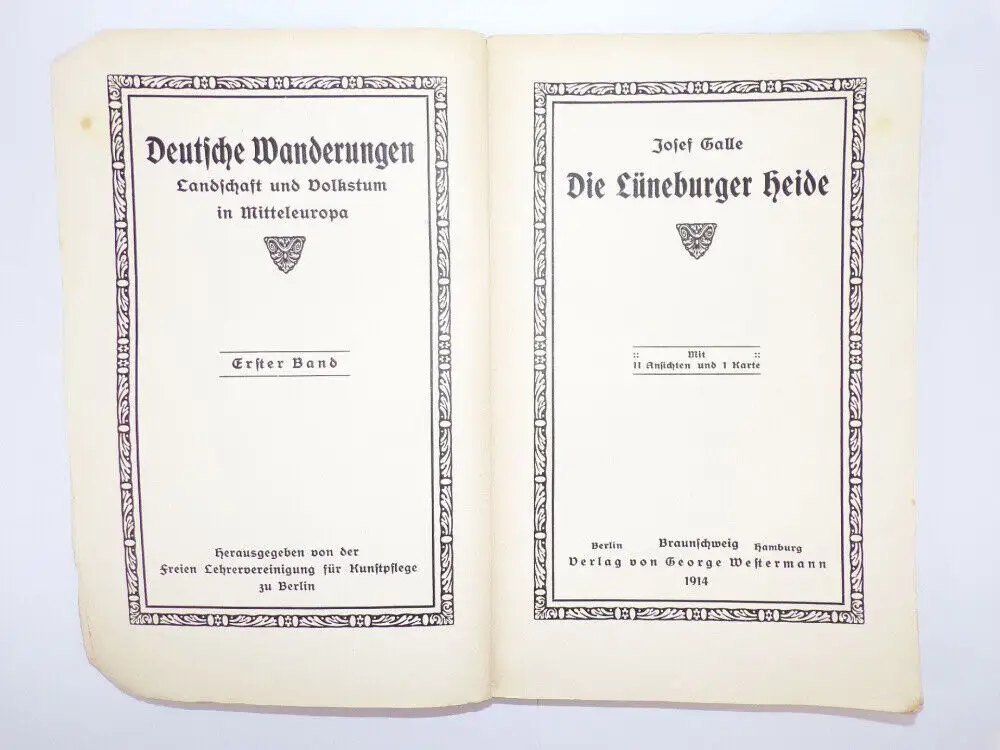 Deutsche Wanderungen
Landschaft und Volkstum
in Mitteleuropa
Erster Band
Herausgegeben von der
Freien Lehrervereinigung für Kunstpflege
zu Berlin
Josef Galle
Die Lüneburger Heide
:: Mit ::
11 Ansichten und 1 Karte
Berlin Braunschweig Hamburg
Verlag von George Westermann
1914